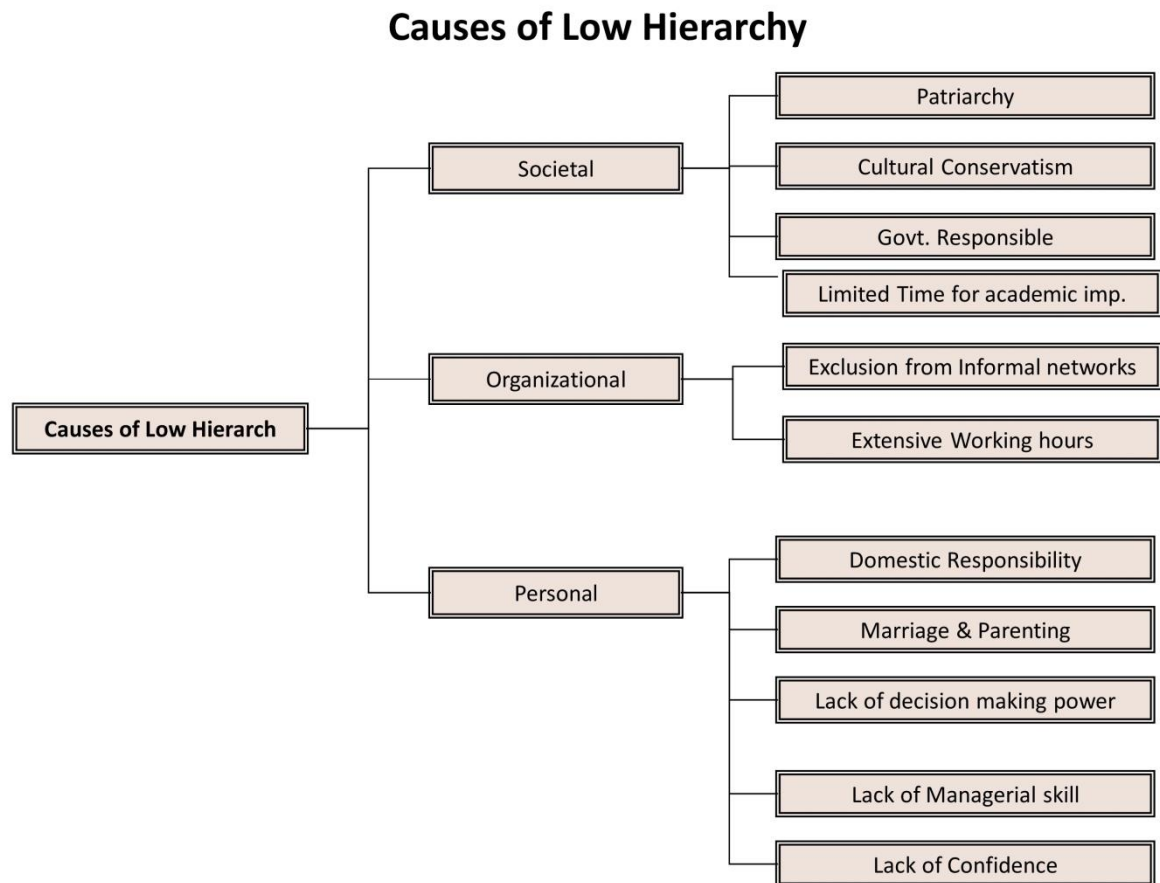 Causes of Low Hierarchy
Causes of Low Hierarch
Societal
Patriarchy
Cultural Conservatism
Govt. Responsible
Limited Time for academic imp.
Organizational
Exclusion from Informal networks
Extensive Working hours
Personal
Domestic Responsibility
Marriage & Parenting
Lack of decision making power
Lack of Managerial skill
Lack of Confidence